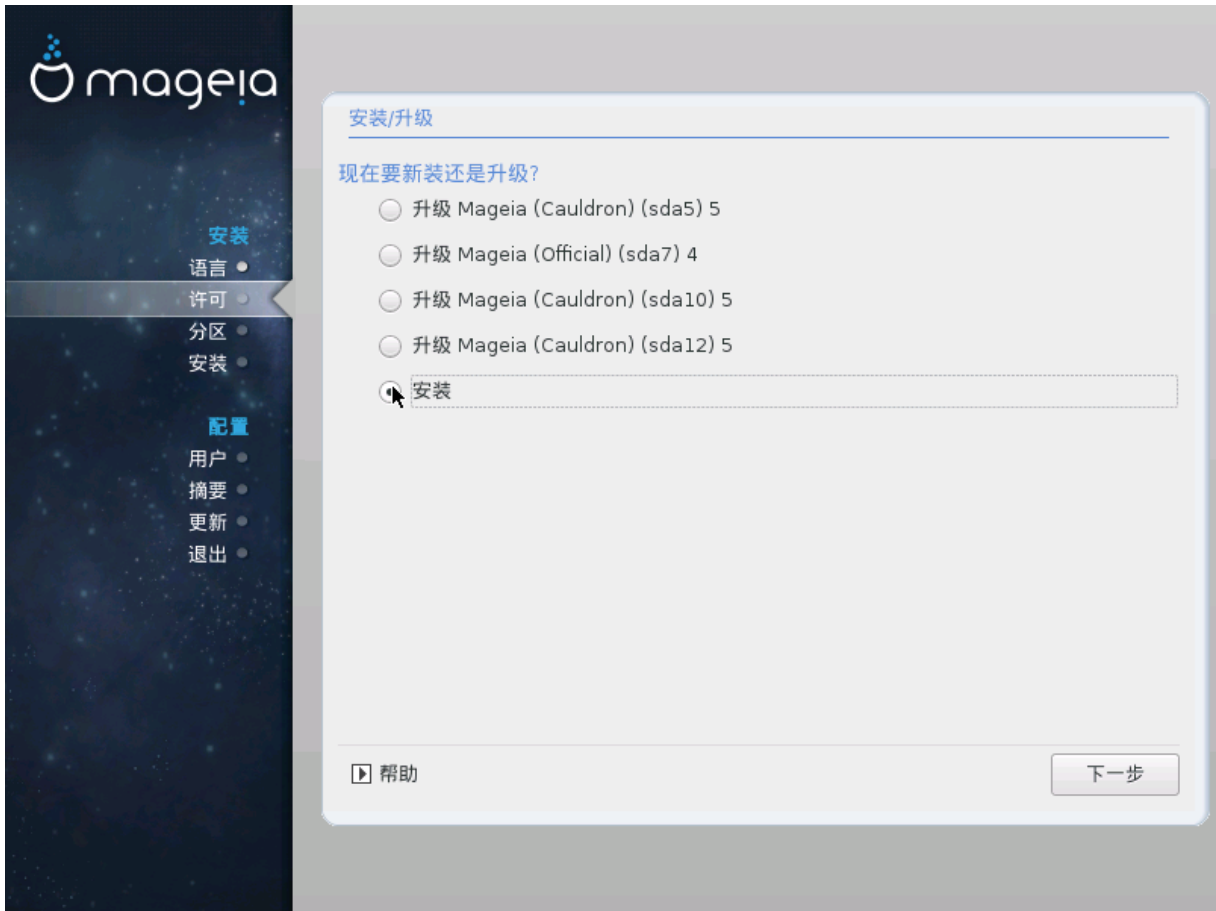 mageia
安装
语言
许可
分区
安装
配置
用户
摘要
更新
退出
安装/升级
现在要新装还是升级?
升级 Mageia (Cauldron) (sda5) 5
升级 Mageia (Official) (sda7) 4
升级 Mageia (Cauldron) (sda10) 5
升级 Mageia (Cauldron) (sda12) 5
安装
帮助
下一步